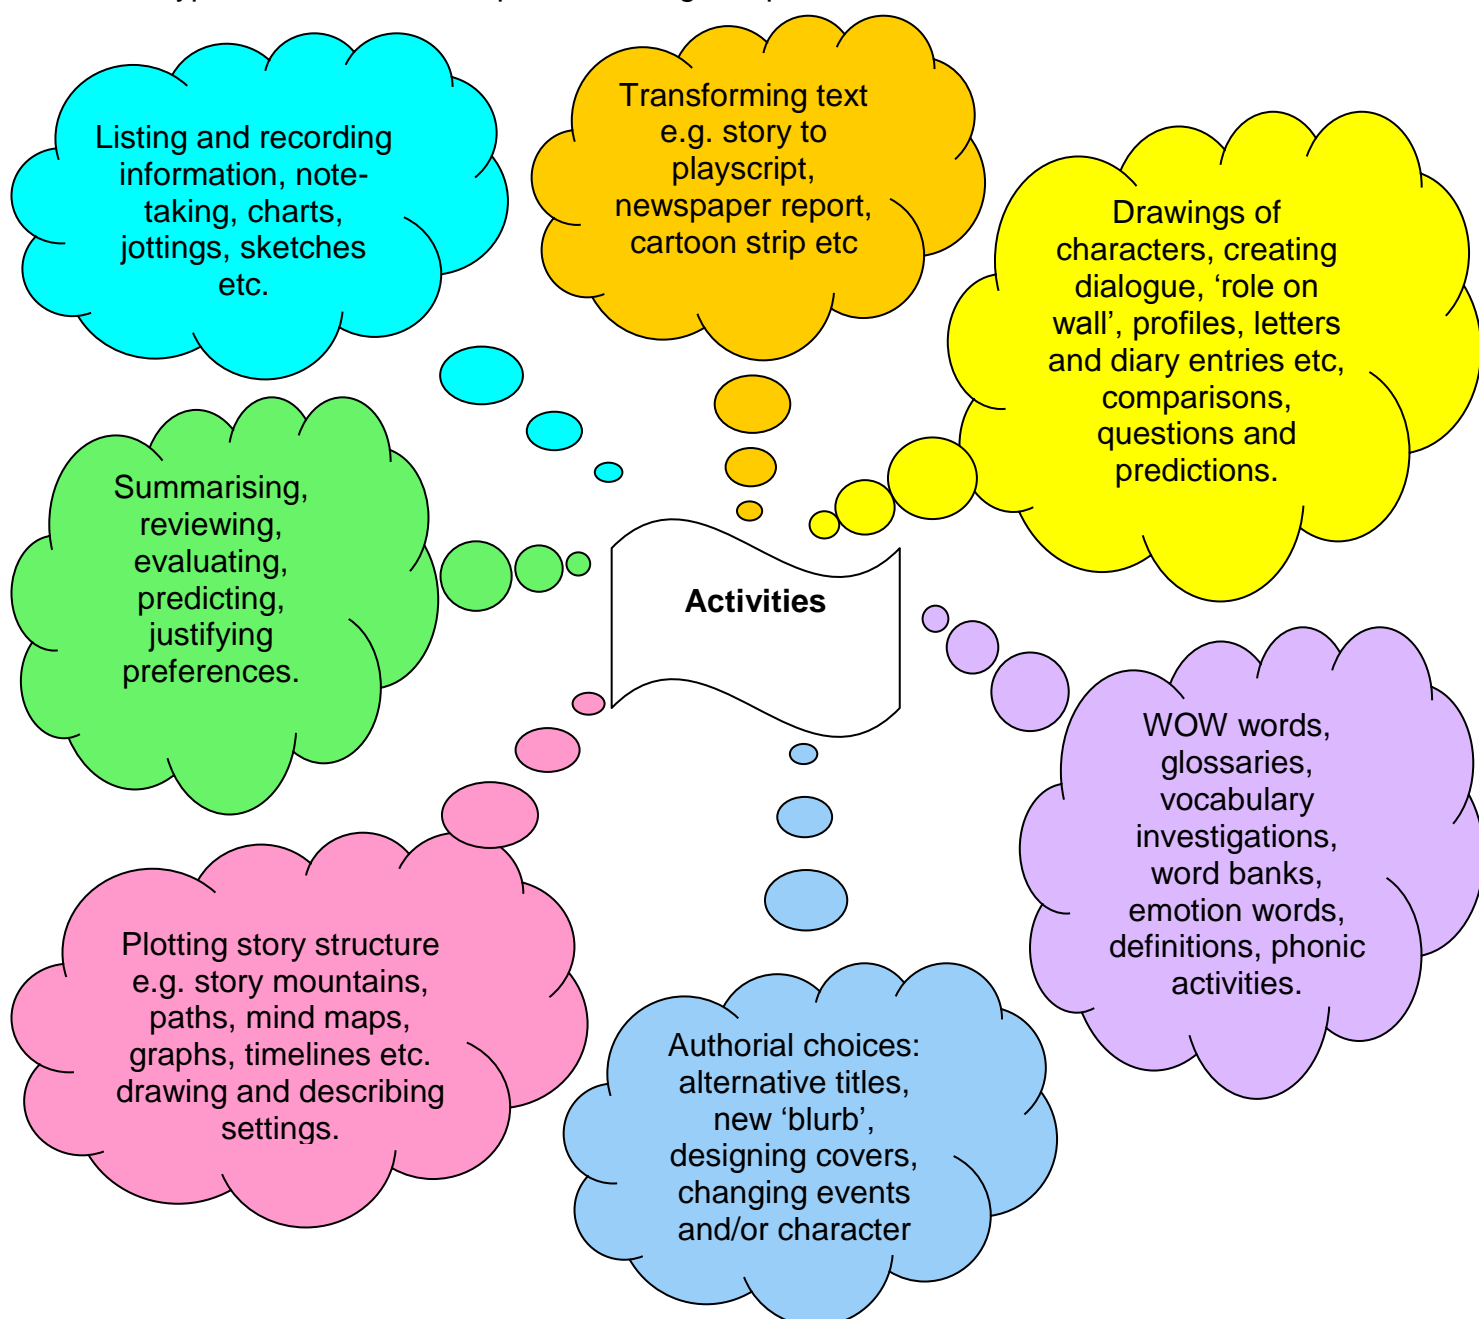 Listing and recording
information, note-
taking, charts,
jottings, sketches
etc.
Transforming text
e.g. story to
playscript,
newspaper report,
cartoon strip etc
Drawings of
characters, creating
dialogue, ‘role on
wall’, profiles, letters
and diary entries etc,
comparisons,
questions and
predictions.
Summarising,
reviewing,
evaluating,
predicting,
justifying
preferences.
Activities
WOW words,
glossaries,
vocabulary
investigations,
word banks,
emotion words,
definitions, phonic
activities.
Plotting story structure
e.g. story mountains,
paths, mind maps,
graphs, timelines etc.
drawing and describing
settings.
Authorial choices:
alternative titles,
new ‘blurb’,
designing covers,
changing events
and/or character